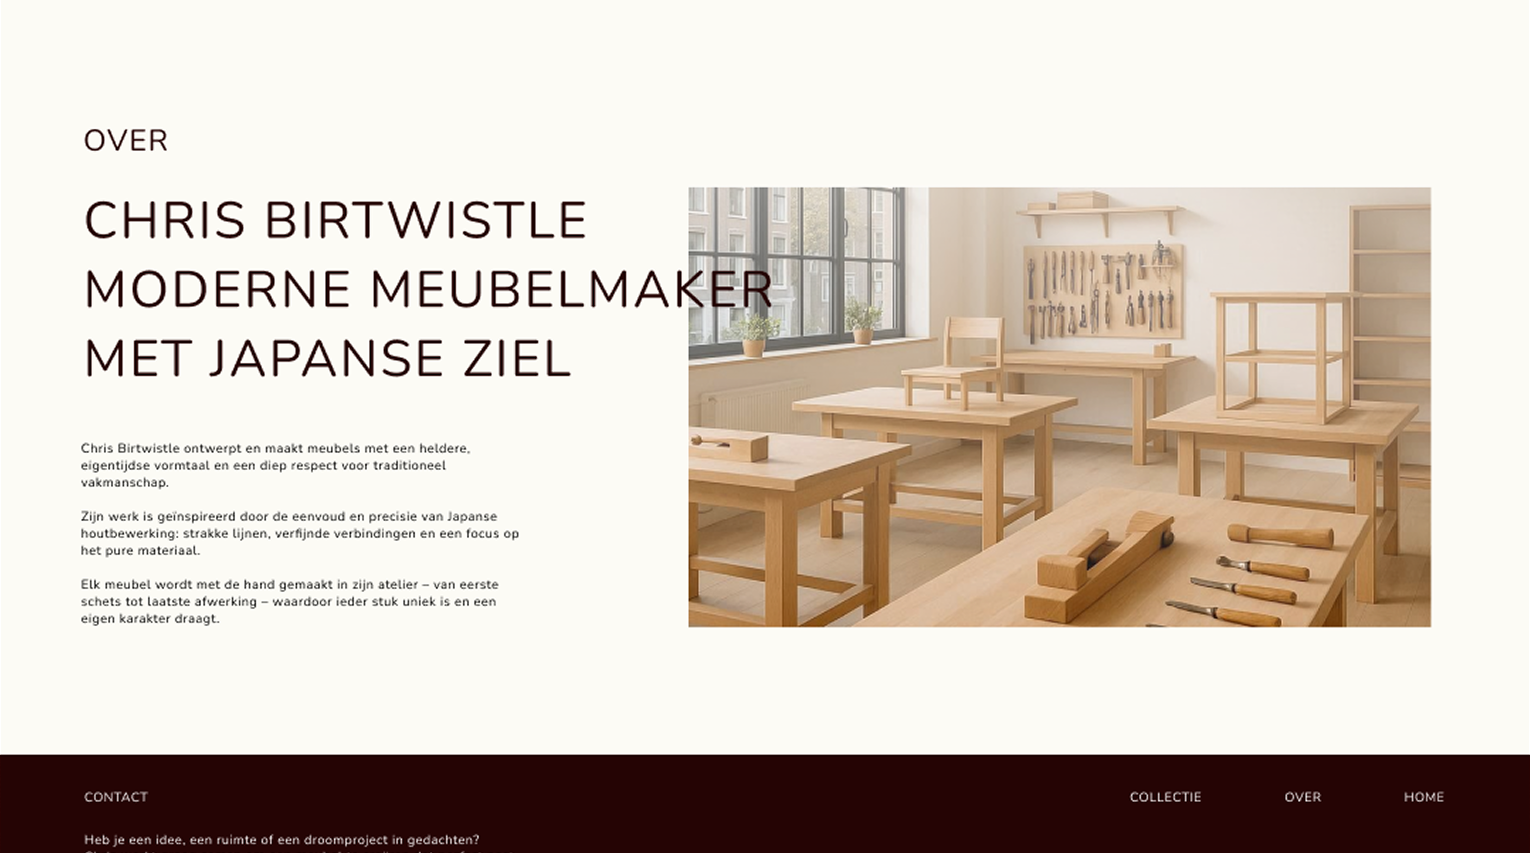 OVER
CHRIS BIRTWISTLE
MODERNE MEUBELMAKER
MET JAPANSE ZIEL
Chris Birtwistle ontwerpt en maakt meubels met een heldere,
eigentijdse vormtaal en een diep respect voor traditioneel
vakmanschap.
Zijn werk is geïnspireerd door de eenvoud en precisie van Japanse
houtbewerking: strakke lijnen, verfijnde verbindingen en een focus op
het pure materiaal.
Elk meubel wordt met de hand gemaakt in zijn atelier – van eerste
schets tot laatste afwerking – waardoor ieder stuk uniek is en een
eigen karakter draagt.
CONTACT
COLLECTIE
OVER
HOME
Heb je een idee, een ruimte of een droomproject in gedachten?